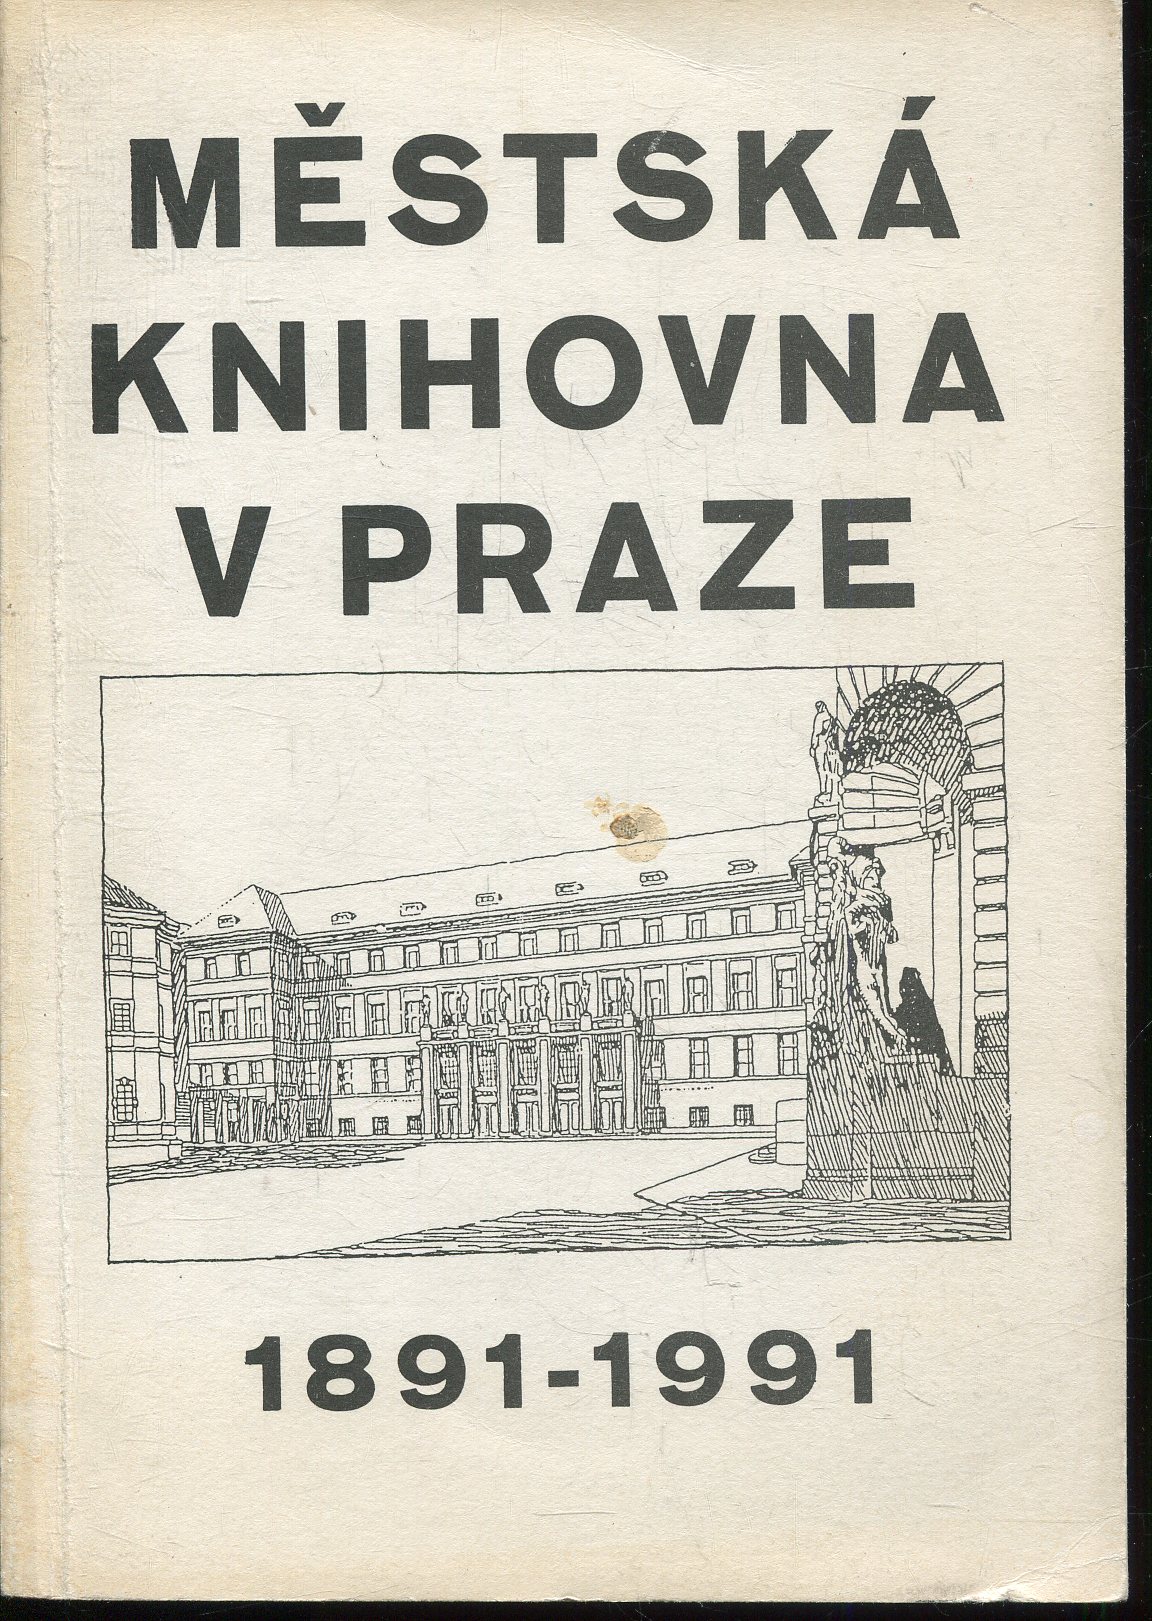 MĚSTSKÁ
KNIHOVNA
V PRAZE
1891-1991